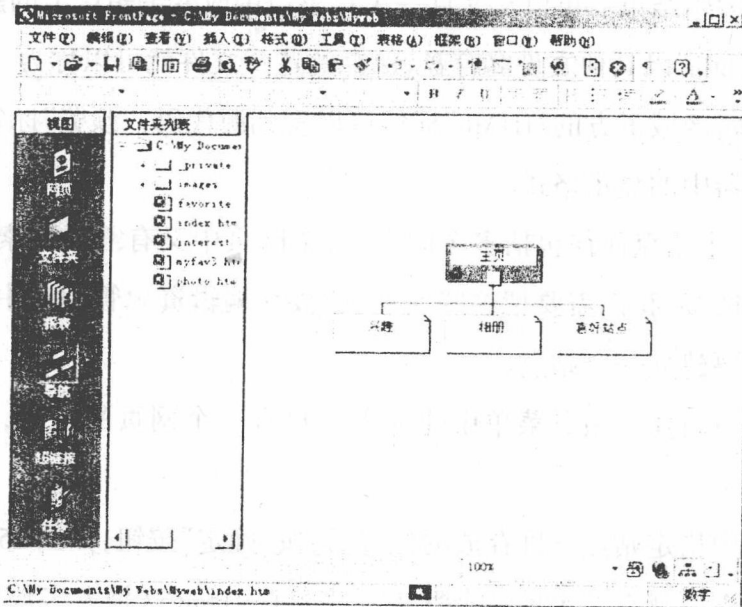 Microsoft FrontPage - C:\My Documents\My Webs\Myweb
文件(F) 编辑(E) 查看(V) 插入(I) 格式(O) 工具(T) 表格(A) 框架(R) 窗口(W) 帮助(H)
B I U A
视图
文件夹列表
C:\My Documen
_private
images
favorite
index.htm
interest
myfav3.htm
photo.htm
网页
文件夹
报表
导航
超链接
任务
主页
兴趣 相册 喜好站点
100%
C:\My Documents\My Webs\Myweb\index.htm
数字